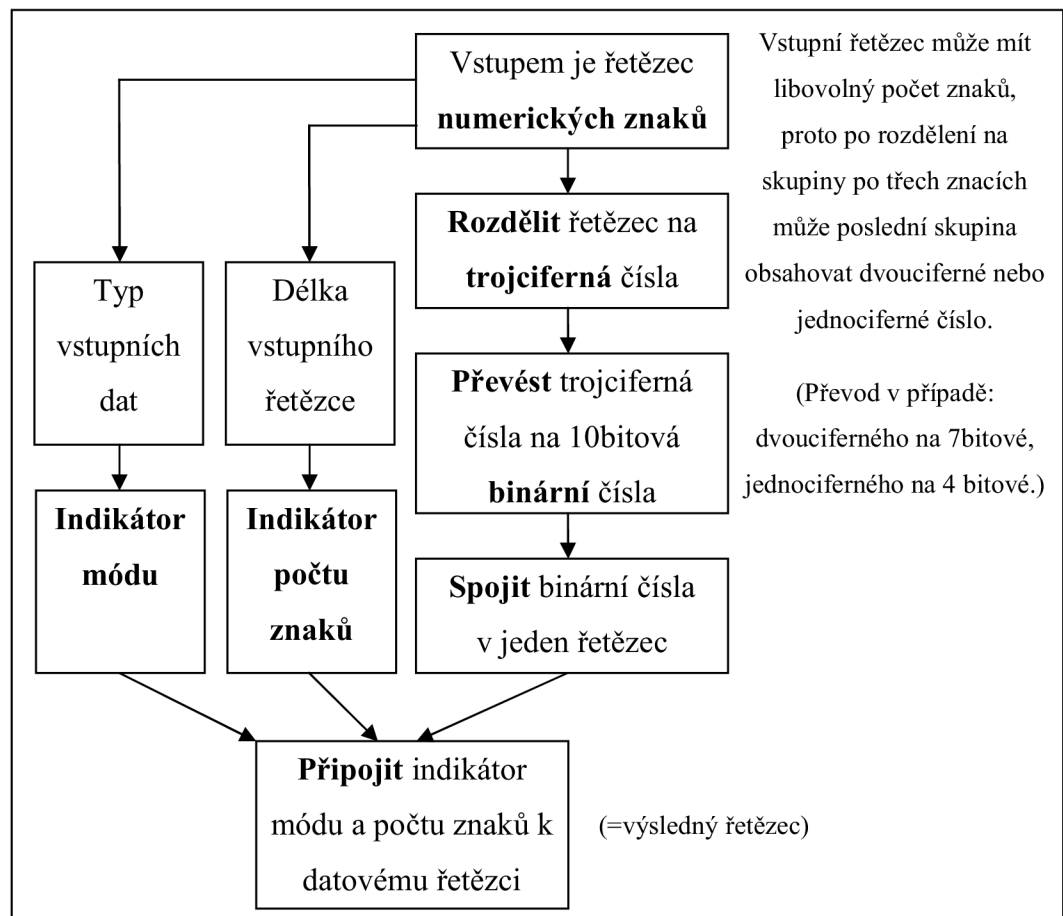 Vstupem je řetězec
numerických znaků
Vstupní řetězec může mít
libovolný počet znaků,
proto po rozdělení na
skupiny po třech znacích
může poslední skupina
obsahovat dvouciferné nebo
jednociferné číslo.
(Převod v případě:
dvouciferného na 7bitové,
jednociferného na 4 bitové.)
Rozdělit řetězec na
trojciferná čísla
Typ
vstupních
dat
Délka
vstupního
řetězce
Převést trojciferná
čísla na 10bitová
binární čísla
Indikátor
módu
Indikátor
počtu
znaků
Spojit binární čísla
v jeden řetězec
Připojit indikátor
módu a počtu znaků k
datovému řetězci
(=výsledný řetězec)